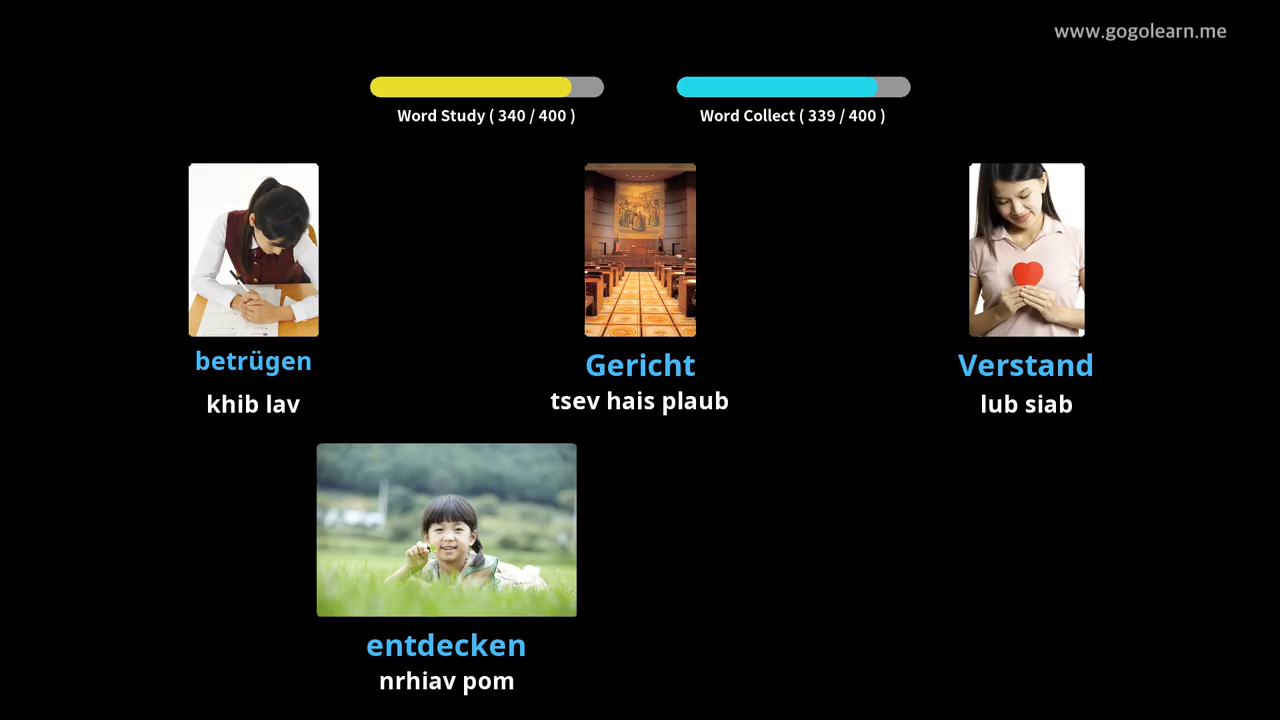 www.gogolearn.me
Word Study ( 340 / 400 )
Word Collect ( 339 / 400 )
betrügen
khib lav
Gericht
tsev hais plaub
Verstand
lub siab
entdecken
nrhiav pom